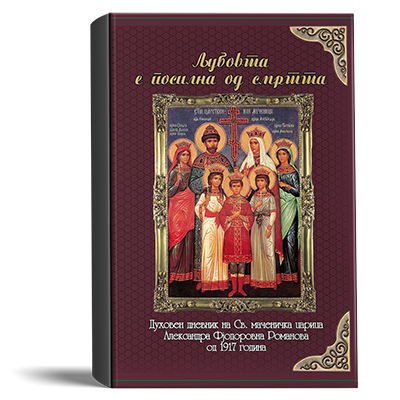 Љубовта
е посилна од смртта
Духовен дневник на Св. маченичка царица
Александра Фјодоровна Романова
од 1917 година